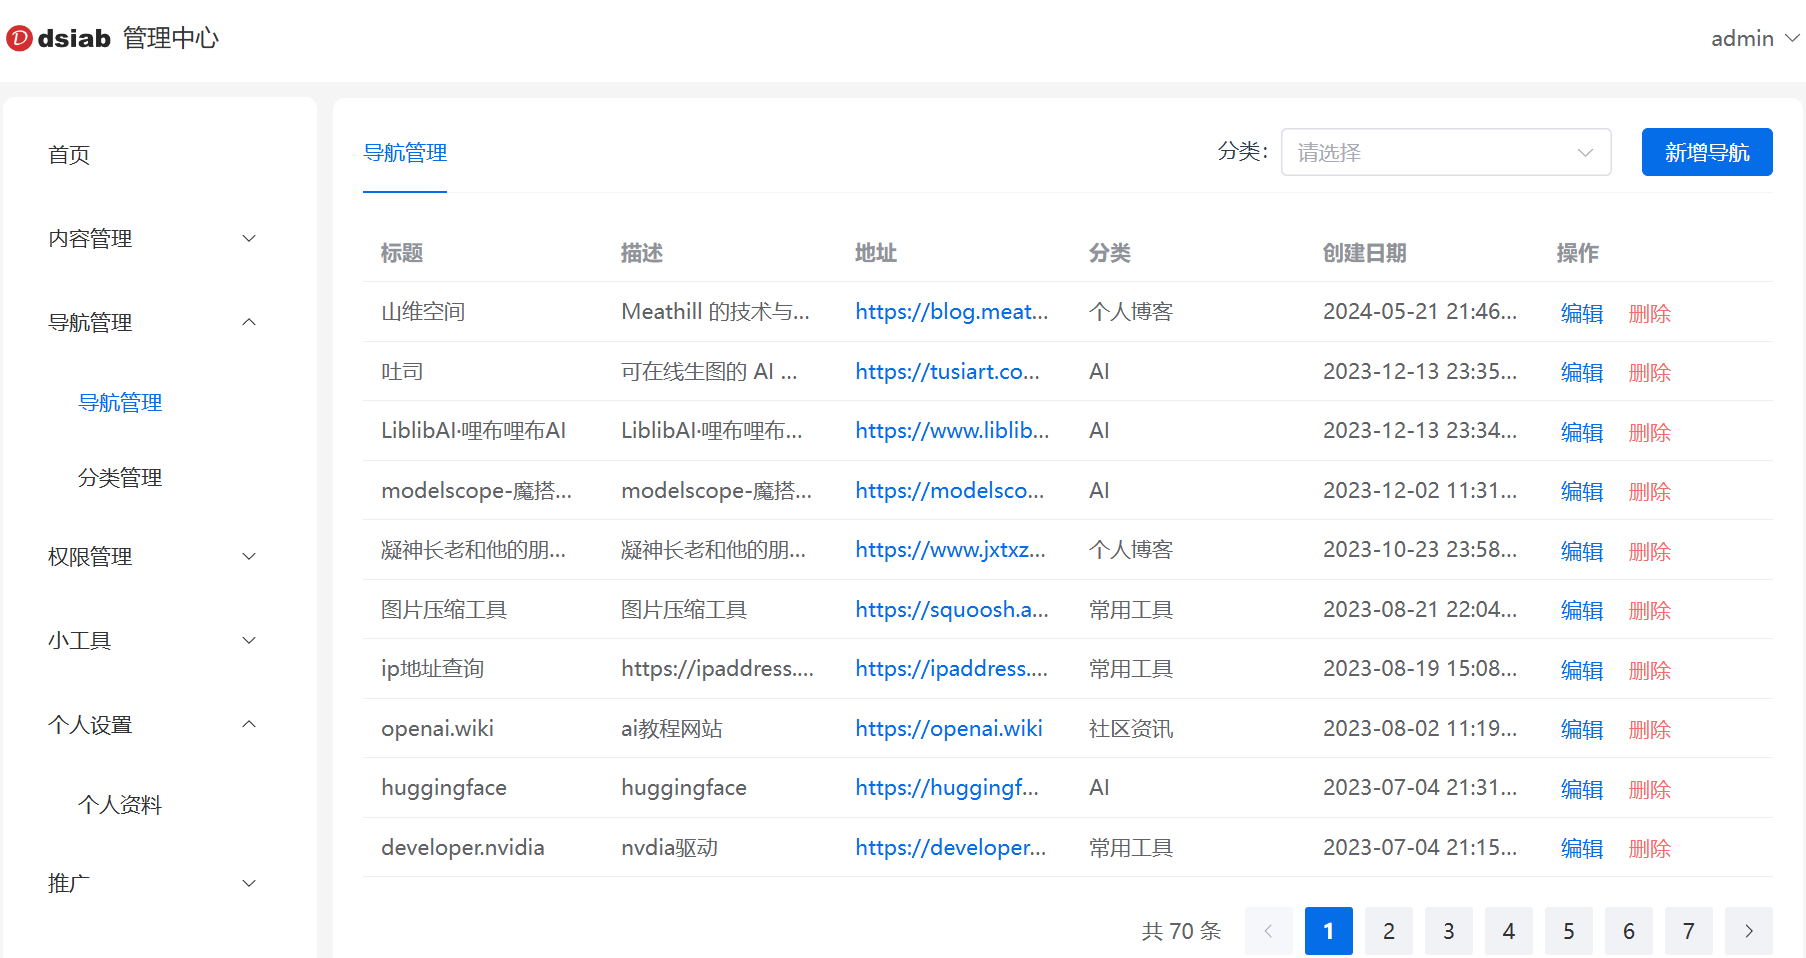 dsiab 管理中心
admin
首页
内容管理
导航管理
导航管理
分类管理
权限管理
小工具
个人设置
个人资料
推广
导航管理
分类: 请选择 新增导航
标题 描述 地址 分类 创建日期 操作
山维空间 Meathill 的技术与... https://blog.meat... 个人博客 2024-05-21 21:46... 编辑 删除
吐司 可在线生图的 AI ... https://tusiart.co... AI 2023-12-13 23:35... 编辑 删除
LiblibAI·哩布哩布AI LiblibAI·哩布哩布... https://www.liblib... AI 2023-12-13 23:34... 编辑 删除
modelscope-魔搭... modelscope-魔搭... https://modelsco... AI 2023-12-02 11:31... 编辑 删除
凝神长老和他的朋... 凝神长老和他的朋... https://www.jxtxz... 个人博客 2023-10-23 23:58... 编辑 删除
图片压缩工具 图片压缩工具 https://squoosh.a... 常用工具 2023-08-21 22:04... 编辑 删除
ip地址查询 https://ipaddress.... https://ipaddress.... 常用工具 2023-08-19 15:08... 编辑 删除
openai.wiki ai教程网站 https://openai.wiki 社区资讯 2023-08-02 11:19... 编辑 删除
huggingface huggingface https://huggingf... AI 2023-07-04 21:31... 编辑 删除
developer.nvidia nvdia驱动 https://developer... 常用工具 2023-07-04 21:15... 编辑 删除
共 70 条 1 2 3 4 5 6 7